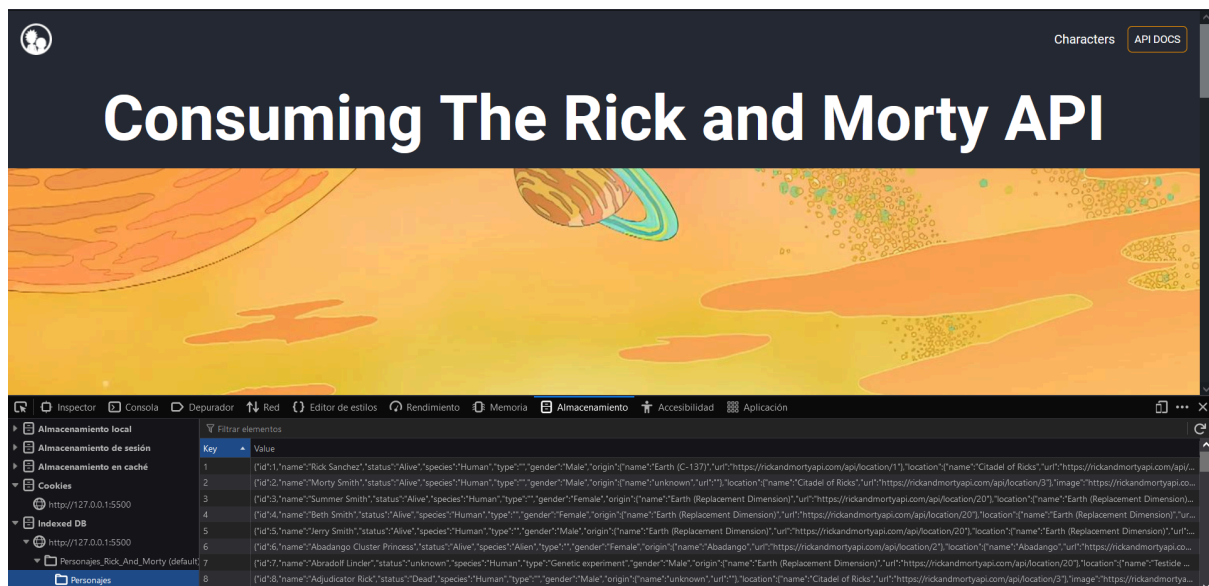 Characters
API DOCS
Consuming The Rick and Morty API
Inspector Consola Depurador Red Editor de estilos Rendimiento Memoria Almacenamiento Accesibilidad Aplicación
Almacenamiento local
Almacenamiento de sesión
Almacenamiento en caché
Cookies
http://127.0.0.1:5500
Indexed DB
http://127.0.0.1:5500
Personajes_Rick_And_Morty (default)
Personajes
Filtrar elementos
Key Value
1 {"id":1,"name":"Rick Sanchez","status":"Alive","species":"Human","type":"","gender":"Male","origin":{"name":"Earth (C-137)","url":"https://rickandmortyapi.com/api/location/1"},"location":{"name":"Citadel of Ricks","url":"https://rickandmortyapi.com/api/...
2 {"id":2,"name":"Morty Smith","status":"Alive","species":"Human","type":"","gender":"Male","origin":{"name":"unknown","url":""},"location":{"name":"Citadel of Ricks","url":"https://rickandmortyapi.com/api/location/3"},"image":"https://rickandmortyapi.co...
3 {"id":3,"name":"Summer Smith","status":"Alive","species":"Human","type":"","gender":"Female","origin":{"name":"Earth (Replacement Dimension)","url":"https://rickandmortyapi.com/api/location/20"},"location":{"name":"Earth (Replacement Dimension)...
4 {"id":4,"name":"Beth Smith","status":"Alive","species":"Human","type":"","gender":"Female","origin":{"name":"Earth (Replacement Dimension)","url":"https://rickandmortyapi.com/api/location/20"},"location":{"name":"Earth (Replacement Dimension)","ur...
5 {"id":5,"name":"Jerry Smith","status":"Alive","species":"Human","type":"","gender":"Male","origin":{"name":"Earth (Replacement Dimension)","url":"https://rickandmortyapi.com/api/location/20"},"location":{"name":"Earth (Replacement Dimension)","url":...
6 {"id":6,"name":"Abadango Cluster Princess","status":"Alive","species":"Alien","type":"","gender":"Female","origin":{"name":"Abadango","url":"https://rickandmortyapi.com/api/location/2"},"location":{"name":"Abadango","url":"https://rickandmortyapi.co...
7 {"id":7,"name":"Abradolf Lincler","status":"unknown","species":"Human","type":"Genetic experiment","gender":"Male","origin":{"name":"Earth (Replacement Dimension)","url":"https://rickandmortyapi.com/api/location/20"},"location":{"name":"Testicle ...
8 {"id":8,"name":"Adjudicator Rick","status":"Dead","species":"Human","type":"","gender":"Male","origin":{"name":"unknown","url":""},"location":{"name":"Citadel of Ricks","url":"https://rickandmortyapi.com/api/location/3"},"image":"https://rickandmortya...